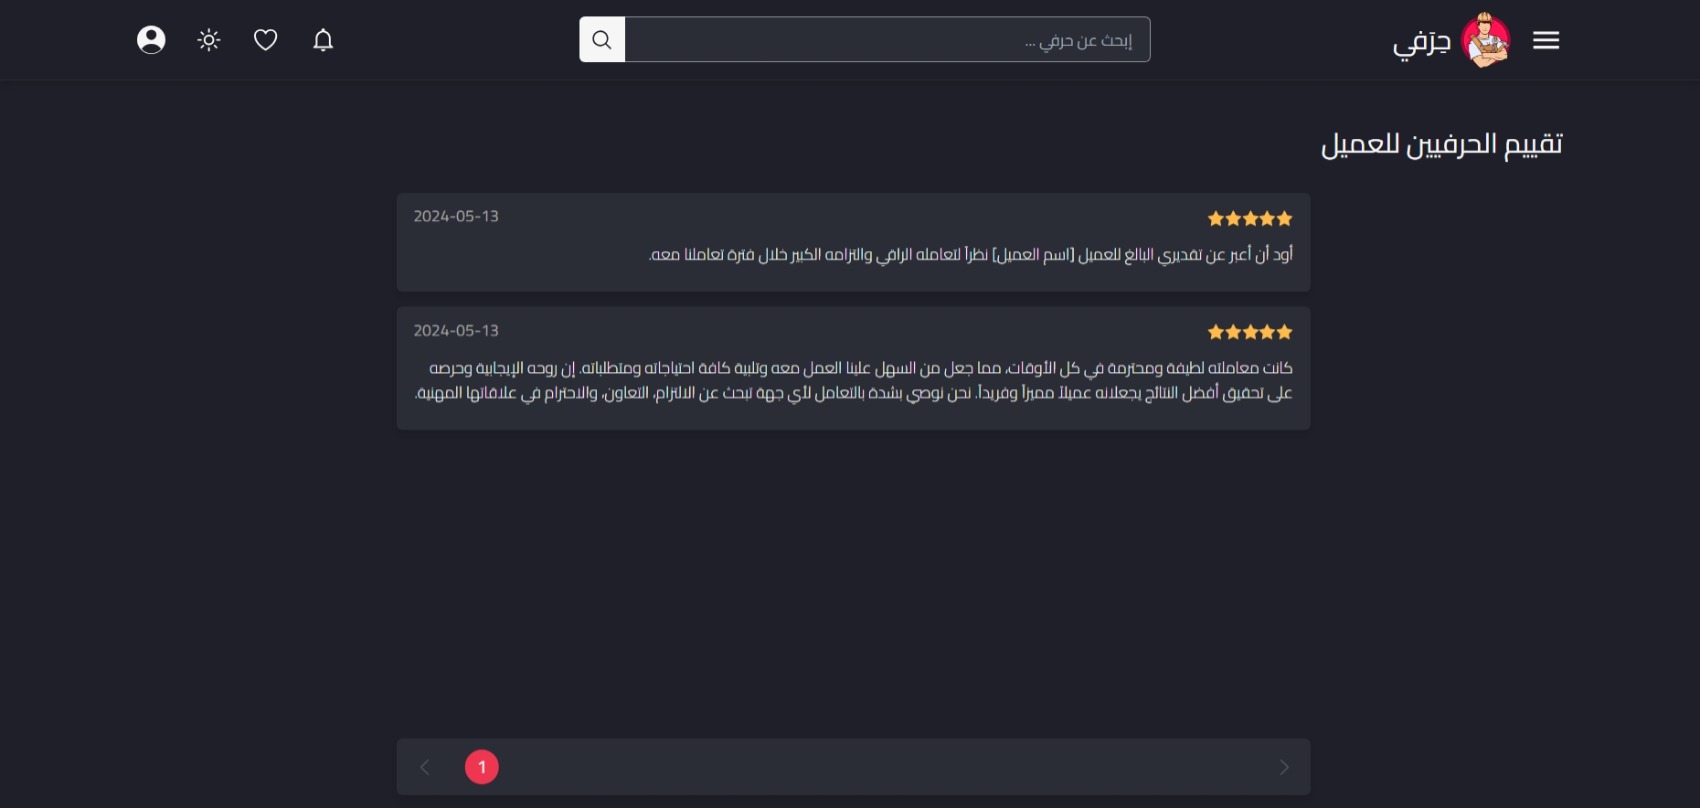 حِرَفي
إبحث عن حرفي ...
تقييم الحرفيين للعميل
2024-05-13
أود أن أعبر عن تقديري البالغ للعميل [اسم العميل] نظراً لتعامله الراقي والتزامه الكبير خلال فترة تعاملنا معه.
2024-05-13
كانت معاملته لطيفة ومحترمة في كل الأوقات، مما جعل من السهل علينا العمل معه وتلبية كافة احتياجاته ومتطلباته. إن روحه الإيجابية وحرصه
على تحقيق أفضل النتائج يجعلانه عميلاً مميزاً وفريداً. نحن نوصي بشدة بالتعامل لأي جهة تبحث عن الالتزام، التعاون، والاحترام في علاقاتها المهنية.
1